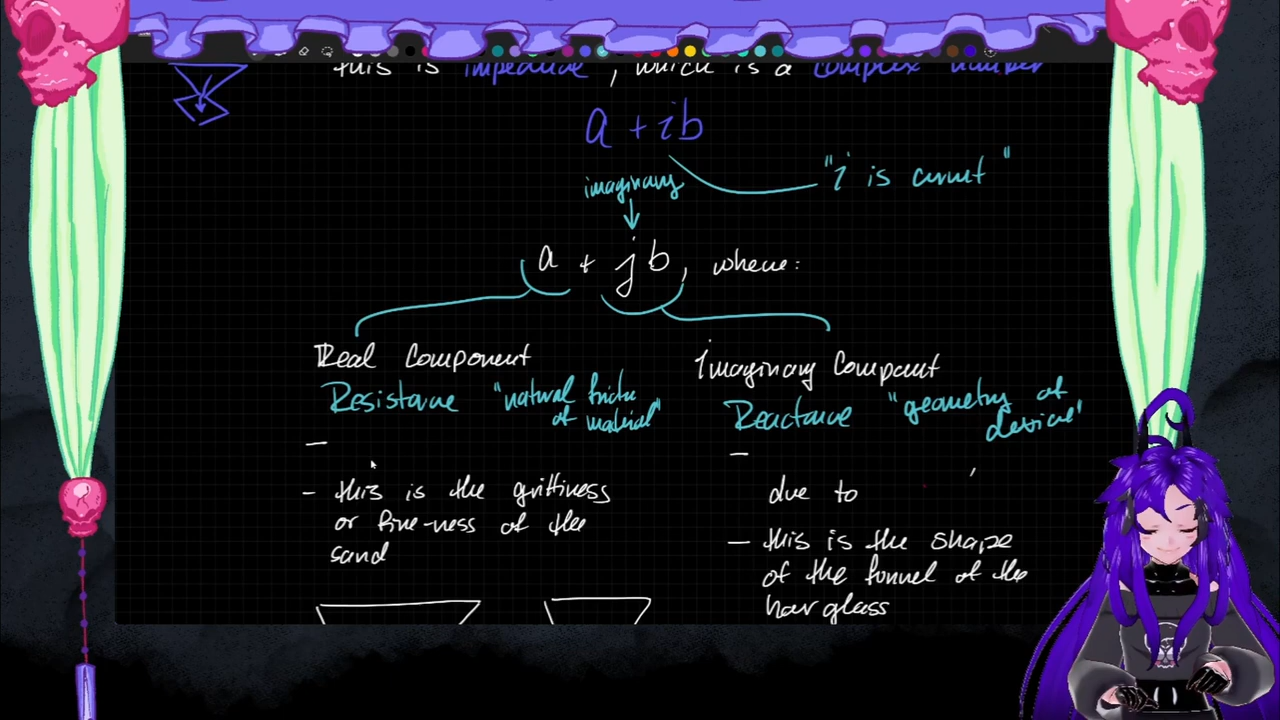 this is impedance, which is a complex number
a + ib
"i is current"
imaginary
a + jb, where:
Real Component
Resistance "natural frictn
of material"
Imaginary Component
Reactance "geometry of
device"
-
-
- this is the grittiness
or fine-ness of the
sand
due to
- this is the shape
of the funnel of the
hourglass